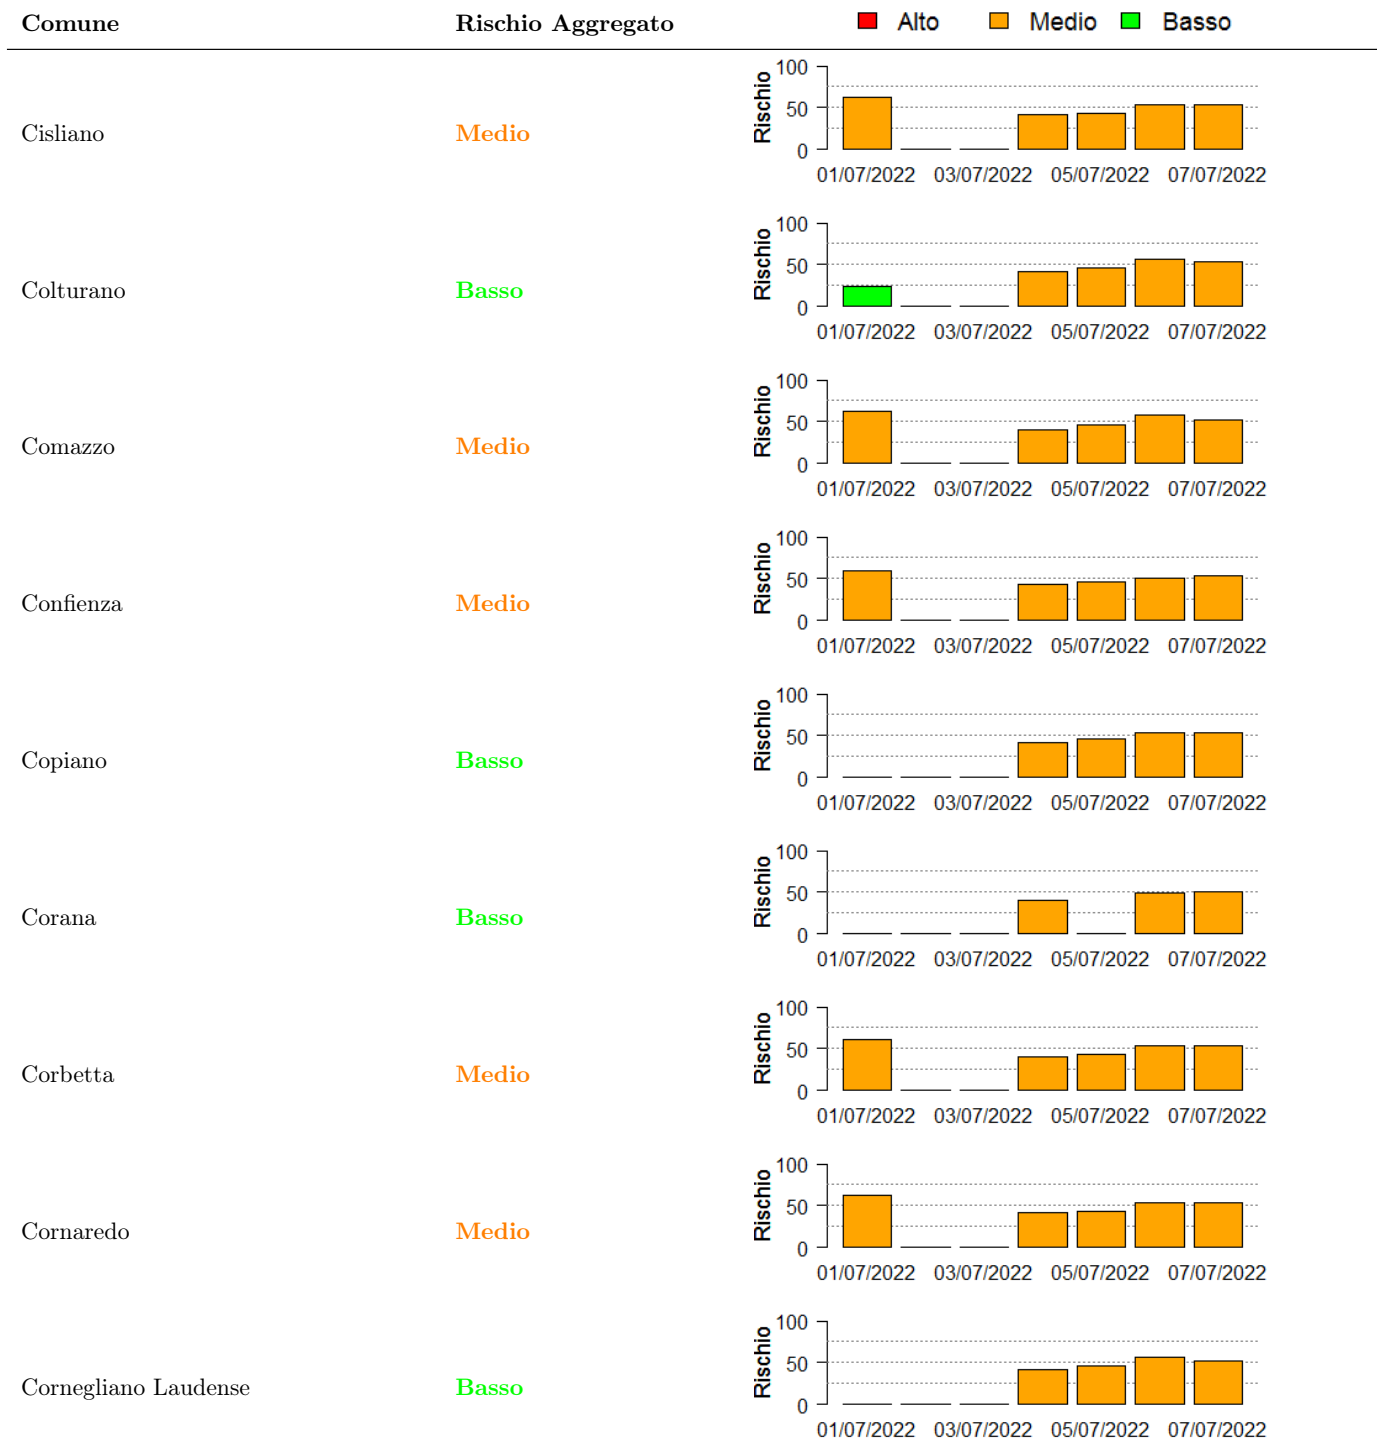 Comune Rischio Aggregato Alto Medio Basso
Cisliano Medio Rischio 100 50 0
01/07/2022 03/07/2022 05/07/2022 07/07/2022
Colturano Basso Rischio 100 50 0
01/07/2022 03/07/2022 05/07/2022 07/07/2022
Comazzo Medio Rischio 100 50 0
01/07/2022 03/07/2022 05/07/2022 07/07/2022
Confienza Medio Rischio 100 50 0
01/07/2022 03/07/2022 05/07/2022 07/07/2022
Copiano Basso Rischio 100 50 0
01/07/2022 03/07/2022 05/07/2022 07/07/2022
Corana Basso Rischio 100 50 0
01/07/2022 03/07/2022 05/07/2022 07/07/2022
Corbetta Medio Rischio 100 50 0
01/07/2022 03/07/2022 05/07/2022 07/07/2022
Cornaredo Medio Rischio 100 50 0
01/07/2022 03/07/2022 05/07/2022 07/07/2022
Cornegliano Laudense Basso Rischio 100 50 0
01/07/2022 03/07/2022 05/07/2022 07/07/2022